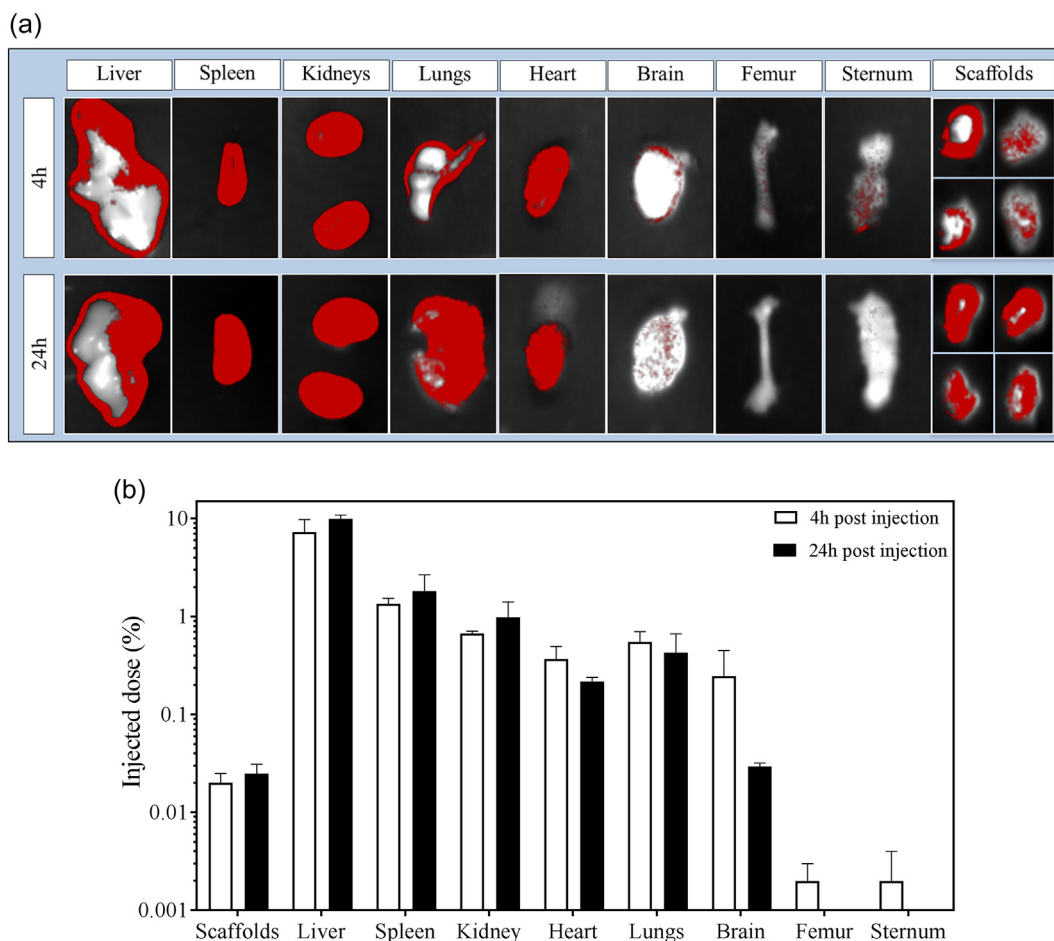 (a)
Liver Spleen Kidneys Lungs Heart Brain Femur Sternum Scaffolds
4h
24h
(b)
Injected dose (%)
10
1
0.1
0.01
0.001
4h post injection
24h post injection
Scaffolds Liver Spleen Kidney Heart Lungs Brain Femur Sternum